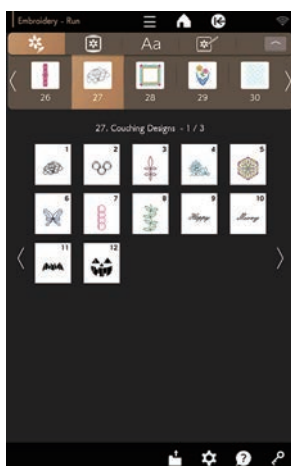 Embroidery - Run
Aa
26 27 28 29 30
27. Couching Designs - 1 / 3
1 2 3 4 5
6 7 8 9 10
Happy
11 12
?